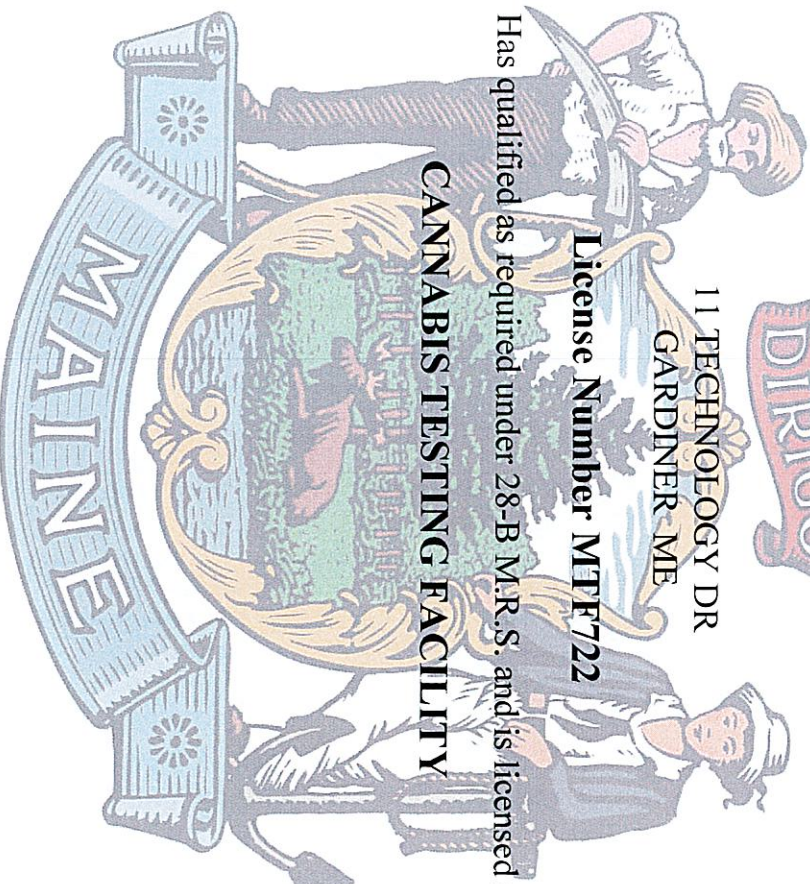 DIRIGO
11 TECHNOLOGY DR
GARDINER ME
License Number MTF722
Has qualified as required under 28-B M.R.S. and is licensed
CANNABIS TESTING FACILITY
MAINE